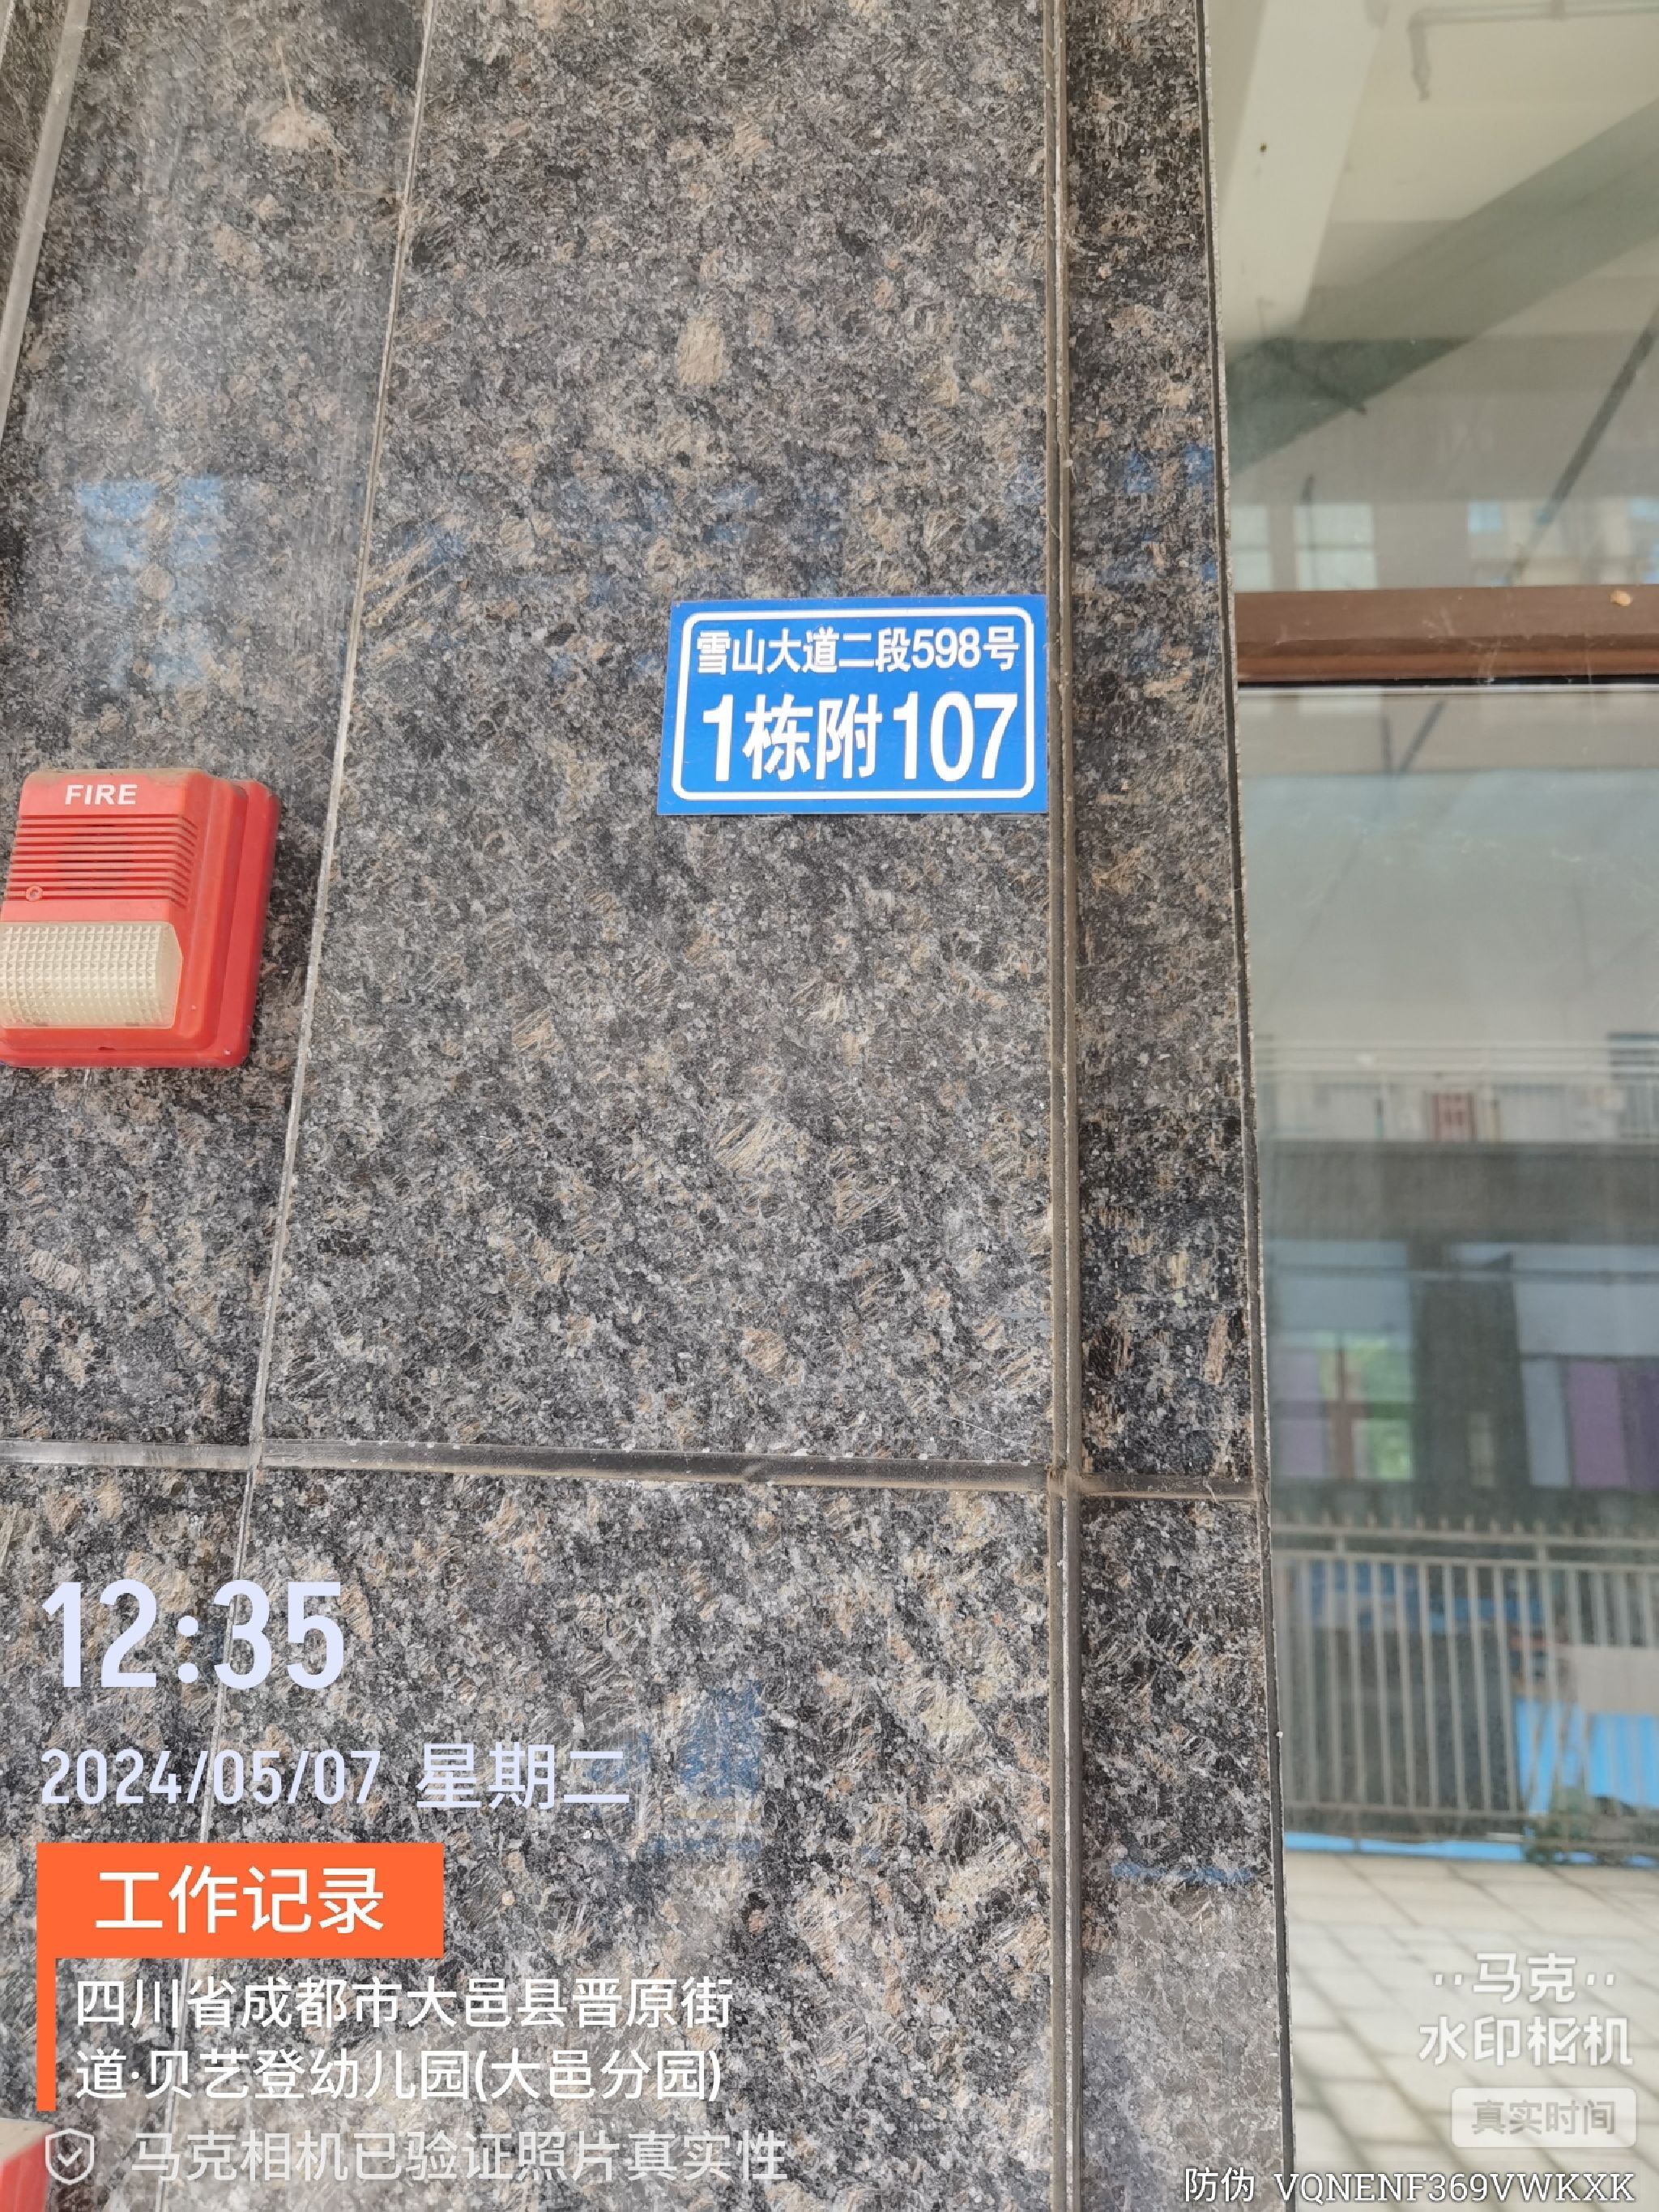 雪山大道二段598号
1栋附107
FIRE
12:35
2024/05/07 星期二
工作记录
四川省成都市大邑县晋原街
道·贝艺登幼儿园(大邑分园)
马克相机已验证照片真实性
马克
水印相机
真实时间
防伪 VQNENF369VWKXK